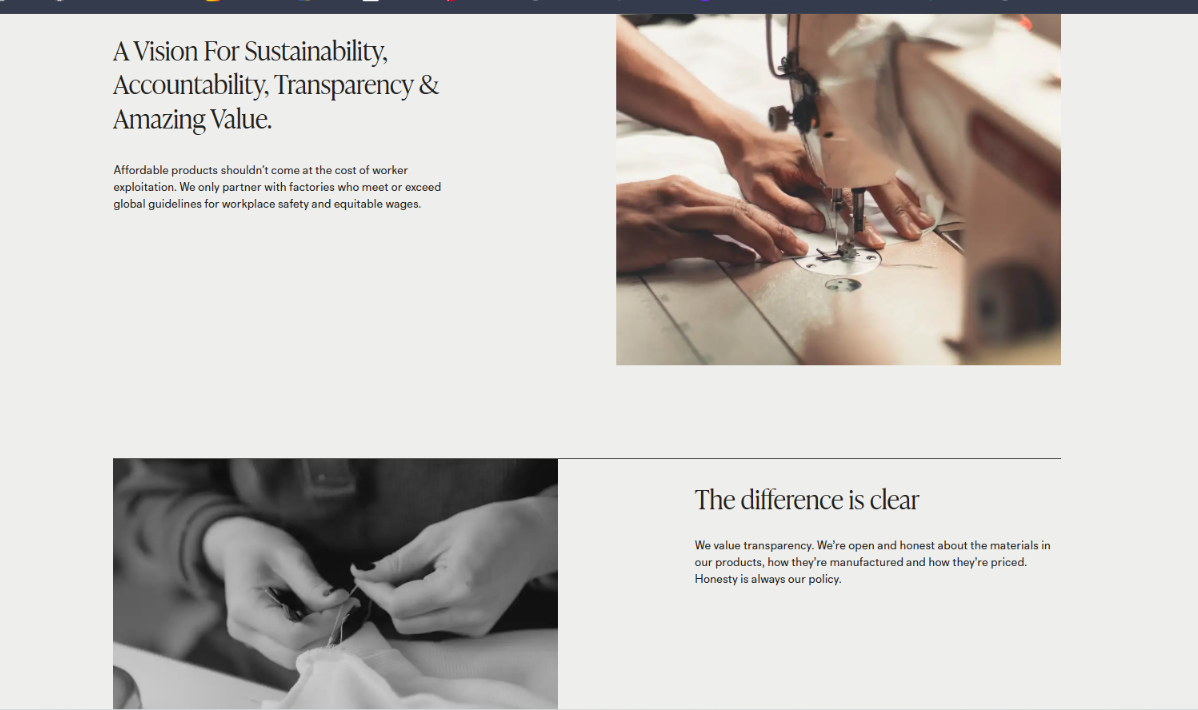 A Vision For Sustainability,
Accountability, Transparency &
Amazing Value.
Affordable products shouldn't come at the cost of worker
exploitation. We only partner with factories who meet or exceed
global guidelines for workplace safety and equitable wages.
The difference is clear
We value transparency. We're open and honest about the materials in
our products, how they're manufactured and how they're priced.
Honesty is always our policy.